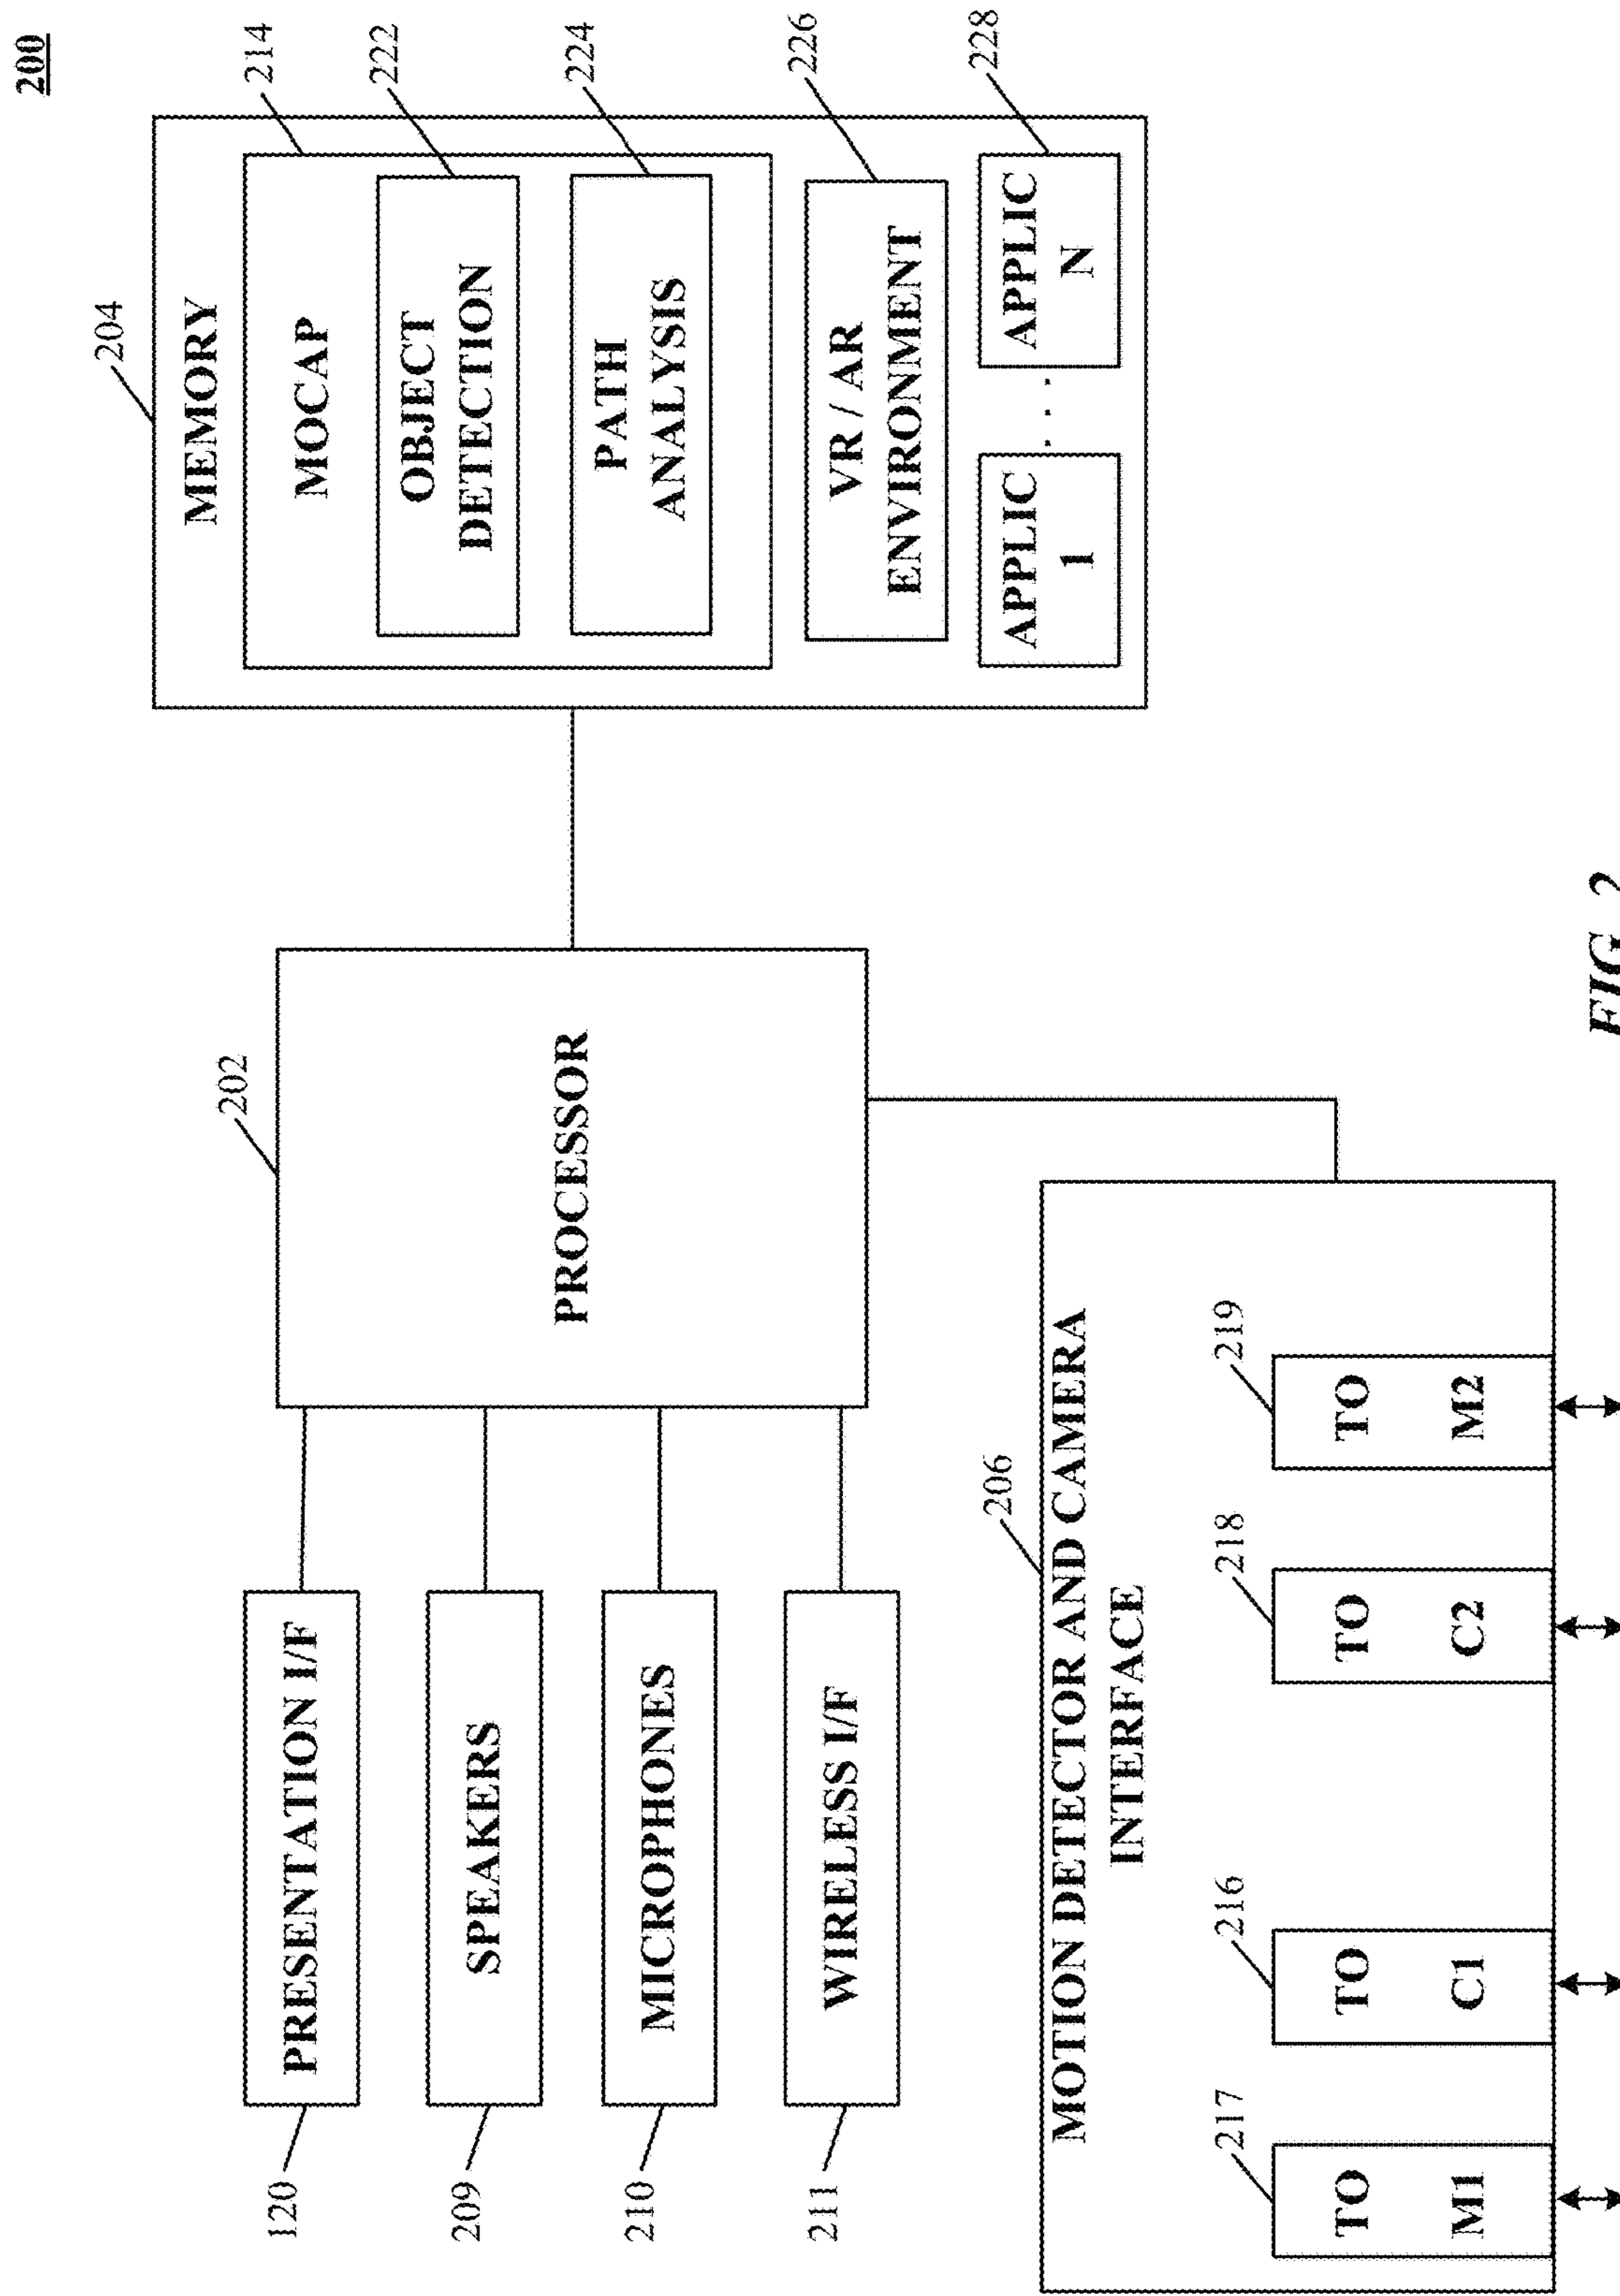 200
204
MEMORY
214
MOCAP
222
OBJECT
DETECTION
224
PATH
ANALYSIS
226
VR / AR
ENVIRONMENT
228
APPLIC
1
. . .
APPLIC
N
202
PROCESSOR
120
PRESENTATION I/F
209
SPEAKERS
210
MICROPHONES
211
WIRELESS I/F
206
MOTION DETECTOR AND CAMERA
INTERFACE
217
TO
M1
216
TO
C1
218
TO
C2
219
TO
M2
FIG. 2